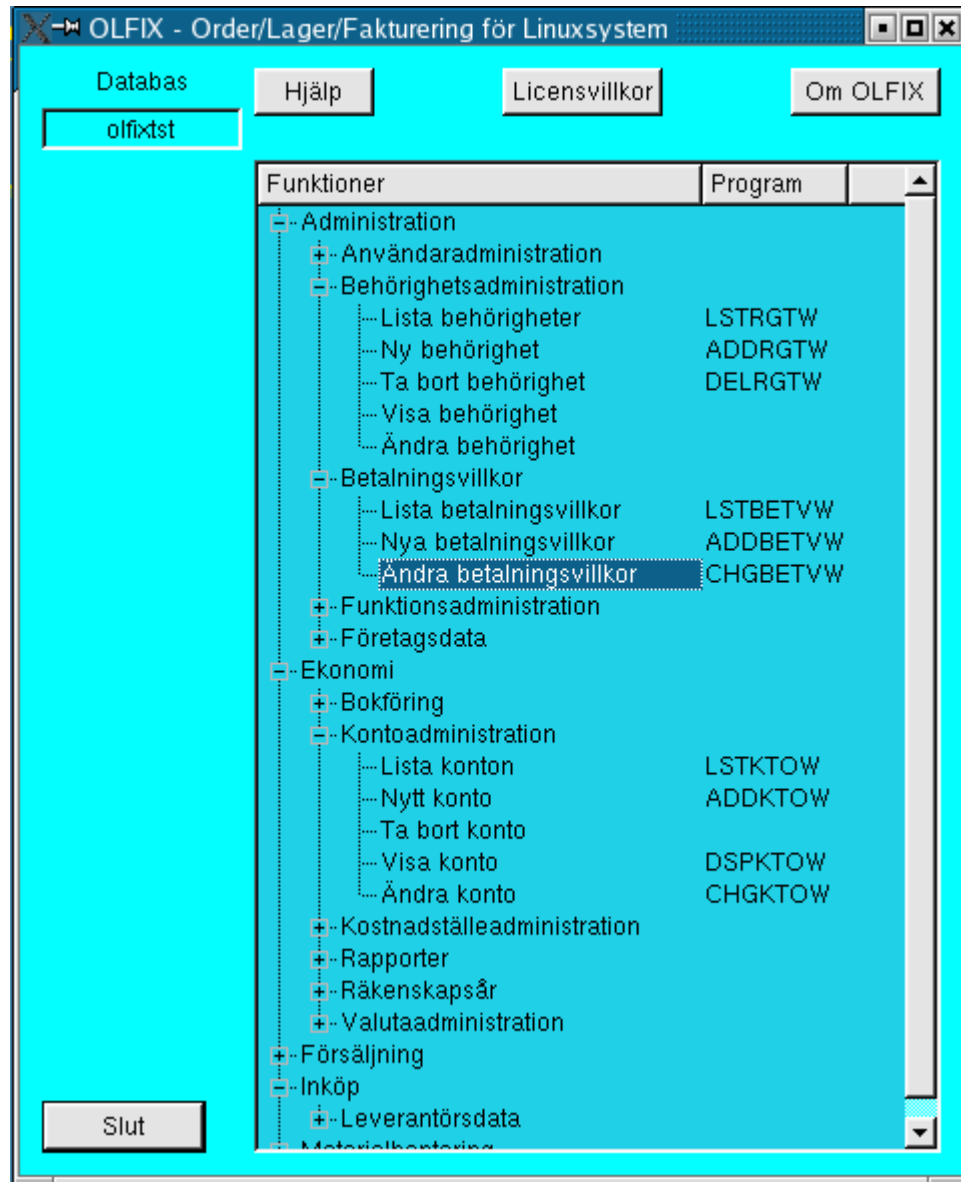 OLFIX - Order/Lager/Fakturering för Linuxsystem
Databas
olfixtst
Hjälp Licensvillkor Om OLFIX
Funktioner Program
Administration
Användaradministration
Behörighetsadministration
Lista behörigheter LSTRGTW
Ny behörighet ADDRGTW
Ta bort behörighet DELRGTW
Visa behörighet
Ändra behörighet
Betalningsvillkor
Lista betalningsvillkor LSTBETVW
Nya betalningsvillkor ADDBETVW
Ändra betalningsvillkor CHGBETVW
Funktionsadministration
Företagsdata
Ekonomi
Bokföring
Kontoadministration
Lista konton LSTKTOW
Nytt konto ADDKTOW
Ta bort konto
Visa konto DSPKTOW
Ändra konto CHGKTOW
Kostnadställeadministration
Rapporter
Räkenskapsår
Valutaadministration
Försäljning
Inköp
Leverantörsdata
Materialhantering
Slut